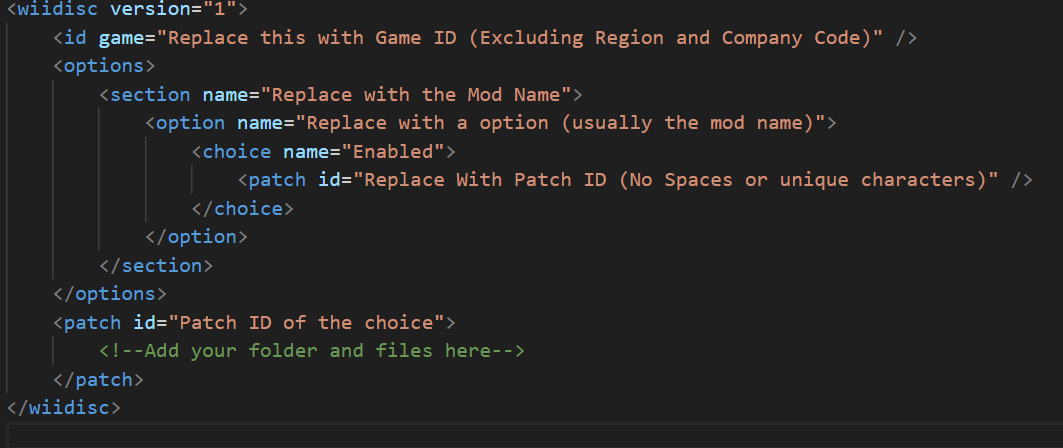 <wiidisc version="1">
<id game="Replace this with Game ID (Excluding Region and Company Code)" />
<options>
<section name="Replace with the Mod Name">
<option name="Replace with a option (usually the mod name)">
<choice name="Enabled">
<patch id="Replace With Patch ID (No Spaces or unique characters)" />
</choice>
</option>
</section>
</options>
<patch id="Patch ID of the choice">
<!--Add your folder and files here-->
</patch>
</wiidisc>